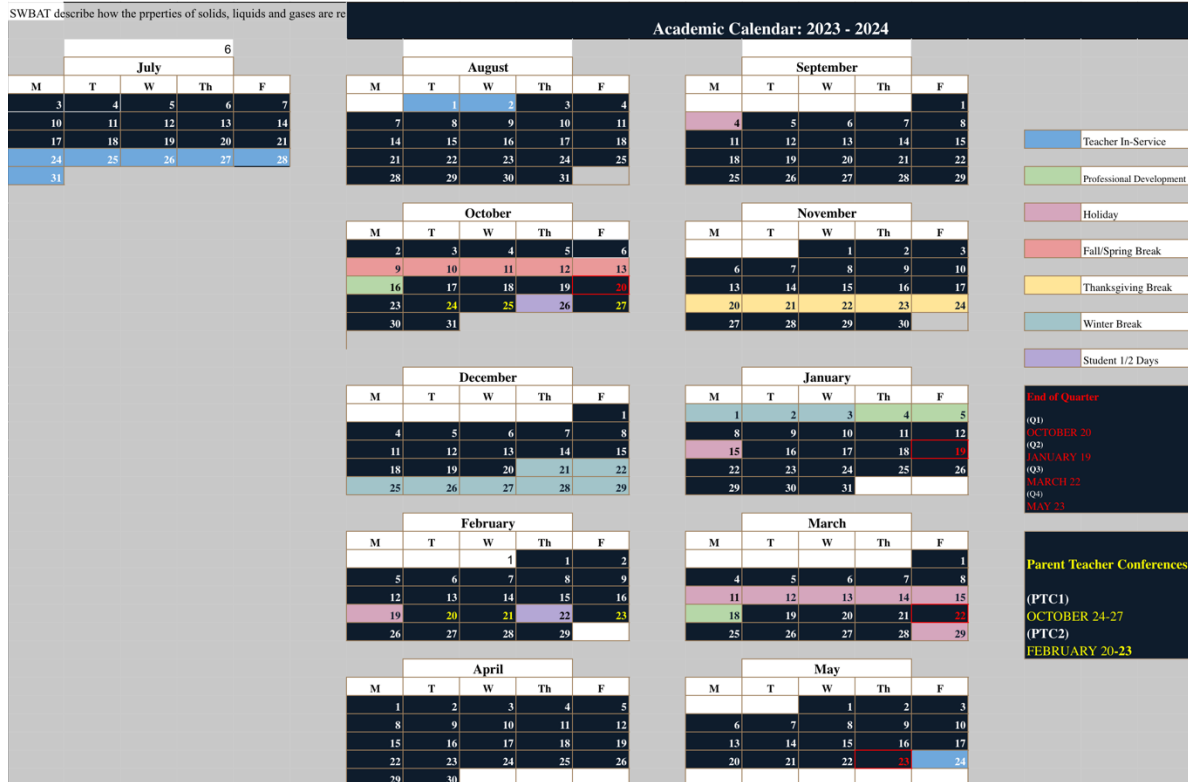 SWBAT describe how the prperties of solids, liquids and gases are re
Academic Calendar: 2023 - 2024
6
July
M T W Th F
3 4 5 6 7
10 11 12 13 14
17 18 19 20 21
24 25 26 27 28
31
August
M T W Th F
1 2 3 4
7 8 9 10 11
14 15 16 17 18
21 22 23 24 25
28 29 30 31
September
M T W Th F
1
4 5 6 7 8
11 12 13 14 15
18 19 20 21 22
25 26 27 28 29
October
M T W Th F
2 3 4 5 6
9 10 11 12 13
16 17 18 19 20
23 24 25 26 27
30 31
November
M T W Th F
1 2 3
6 7 8 9 10
13 14 15 16 17
20 21 22 23 24
27 28 29 30
December
M T W Th F
1
4 5 6 7 8
11 12 13 14 15
18 19 20 21 22
25 26 27 28 29
January
M T W Th F
1 2 3 4 5
8 9 10 11 12
15 16 17 18 19
22 23 24 25 26
29 30 31
February
M T W Th F
1 1 2
5 6 7 8 9
12 13 14 15 16
19 20 21 22 23
26 27 28 29
March
M T W Th F
1
4 5 6 7 8
11 12 13 14 15
18 19 20 21 22
25 26 27 28 29
April
M T W Th F
1 2 3 4 5
8 9 10 11 12
15 16 17 18 19
22 23 24 25 26
29 30
May
M T W Th F
1 2 3
6 7 8 9 10
13 14 15 16 17
20 21 22 23 24
Teacher In-Service
Professional Development
Holiday
Fall/Spring Break
Thanksgiving Break
Winter Break
Student 1/2 Days
End of Quarter
(Q1)
OCTOBER 20
(Q2)
JANUARY 19
(Q3)
MARCH 22
(Q4)
MAY 23
Parent Teacher Conferences
(PTC1)
OCTOBER 24-27
(PTC2)
FEBRUARY 20-23